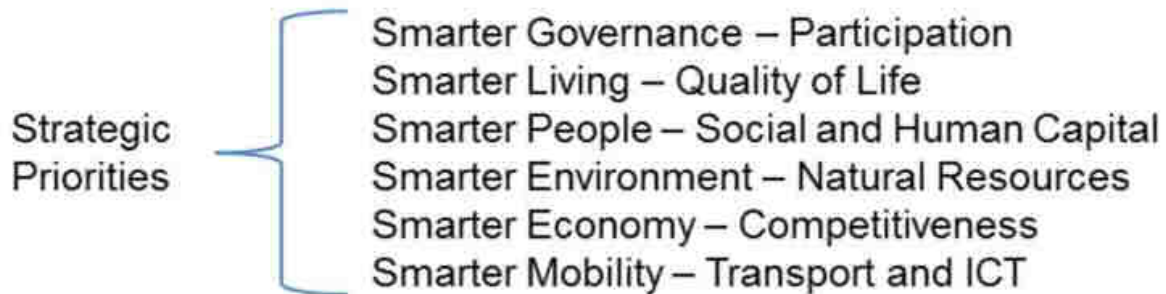 Strategic
Priorities
Smarter Governance – Participation
Smarter Living – Quality of Life
Smarter People – Social and Human Capital
Smarter Environment – Natural Resources
Smarter Economy – Competitiveness
Smarter Mobility – Transport and ICT